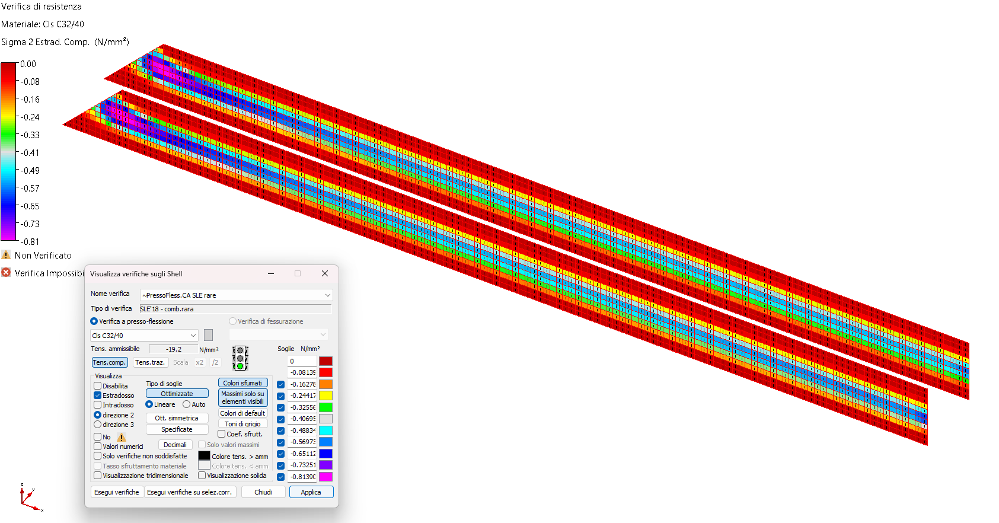 Verifica di resistenza
Materiale: Cls C32/40
Sigma 2 Estrad. Comp. (N/mm²)
0.00
-0.08
-0.16
-0.24
-0.33
-0.41
-0.49
-0.57
-0.65
-0.73
-0.81
Non Verificato
Verifica Impossibi
Visualizza verifiche sugli Shell
Nome verifica ~PressoFless.CA SLE rare
Tipo di verifica SLE'18 - comb.rara
Verifica a presso-flessione Verifica di fessurazione
Cls C32/40
Tens. ammissibile -19.2 N/mm² Soglie N/mm²
Tens.comp. Tens.traz. Scala x2 /2
0
-0.08139
-0.16278
-0.24417
-0.32556
-0.40695
-0.48834
-0.56973
-0.65112
-0.73251
-0.81390
Visualizza
Disabilita
Estradosso
Intradosso
direzione 2
direzione 3
Tipo di soglie
Ottimizzate
Lineare Auto
Ott. simmetrica
Specificate
Colori sfumati
Massimi solo su
elementi visibili
Colori di default
Toni di grigio
Coef. sfrutt.
No
Valori numerici Decimali Solo valori massimi
Solo verifiche non soddisfatte Colore tens. > amm
Tasso sfruttamento materiale Colore tens. < amm
Visualizzazione tridimensionale Visualizzazione solida
Esegui verifiche Esegui verifiche su selez.corr. Chiudi Applica
z
y
x